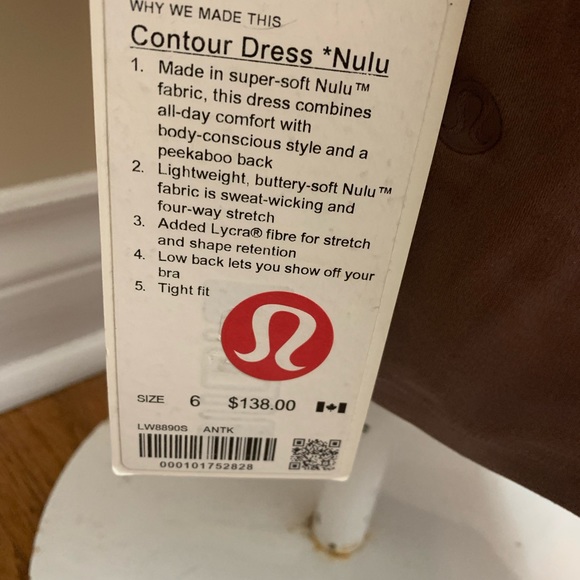 WHY WE MADE THIS
Contour Dress *Nulu
1. Made in super-soft Nulu™
fabric, this dress combines
all-day comfort with
body-conscious style and a
peekaboo back
2. Lightweight, buttery-soft Nulu™
fabric is sweat-wicking and
four-way stretch
3. Added Lycra® fibre for stretch
and shape retention
4. Low back lets you show off your
bra
5. Tight fit
SIZE 6 $138.00
LW8890S ANTK
000101752828